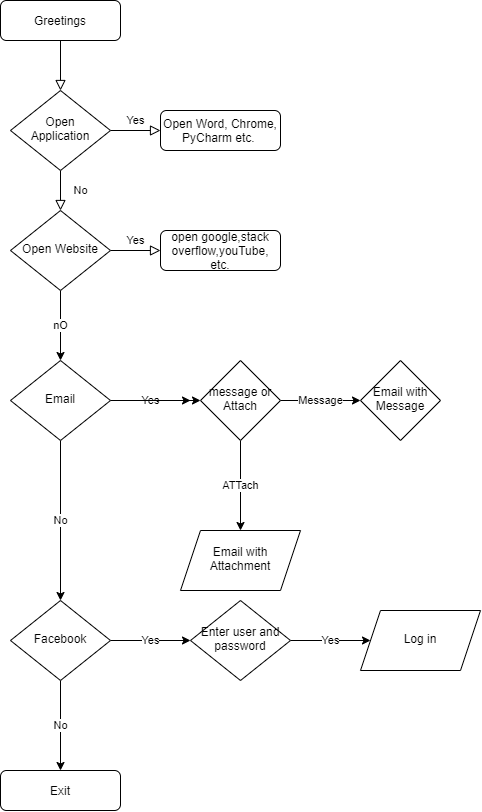 Greetings
Open
Application
Yes
Open Word, Chrome,
PyCharm etc.
No
Open Website
Yes
open google,stack
overflow,youTube,
etc.
nO
Email
Yes
message or
Attach
Message
Email with
Message
ATTach
Email with
Attachment
No
Facebook
Yes
Enter user and
password
Yes
Log in
No
Exit